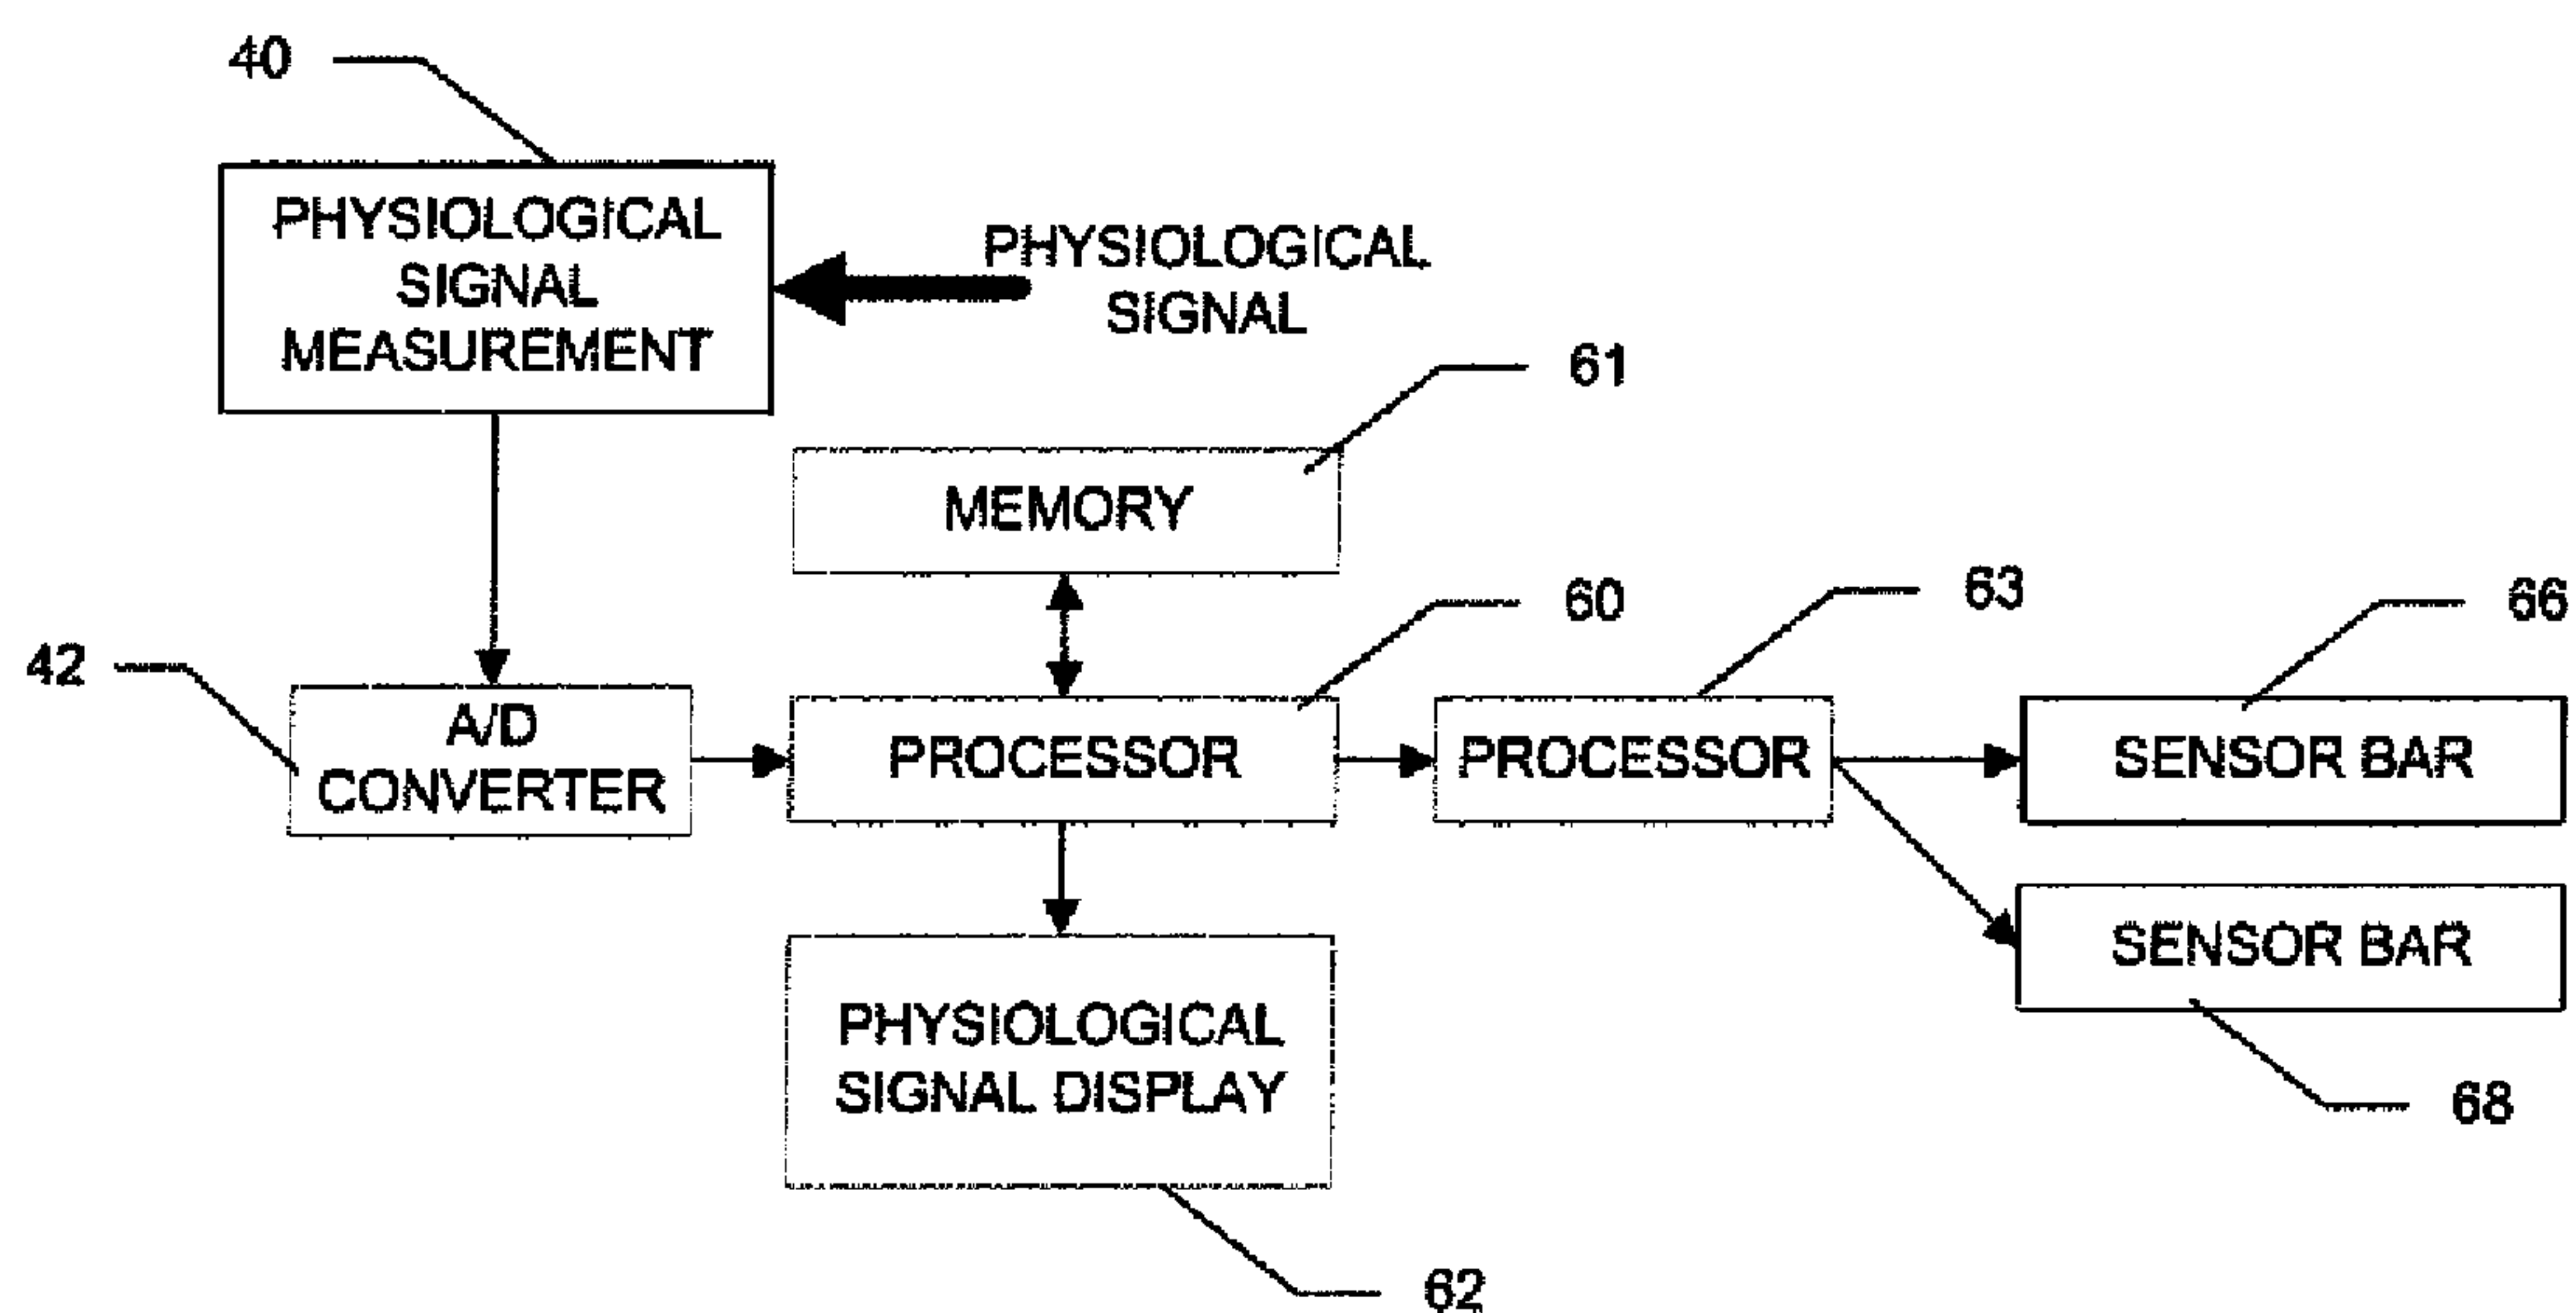 40
PHYSIOLOGICAL
SIGNAL
MEASUREMENT
PHYSIOLOGICAL
SIGNAL
61
MEMORY
60
63
66
42
A/D
CONVERTER
PROCESSOR
PROCESSOR
SENSOR BAR
SENSOR BAR
68
PHYSIOLOGICAL
SIGNAL DISPLAY
62